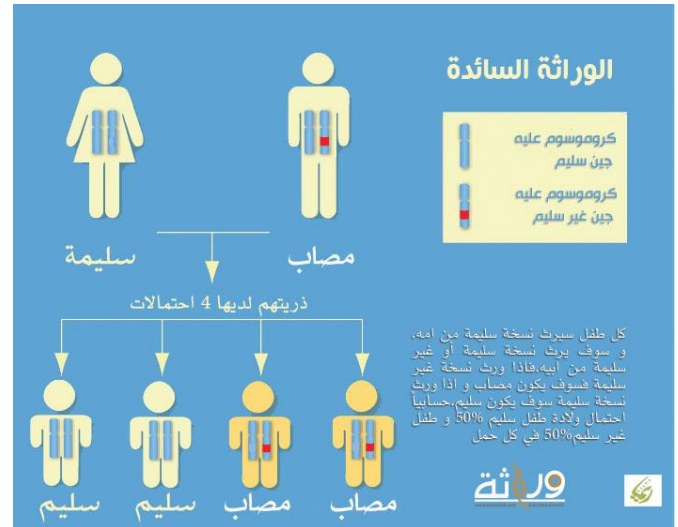 الوراثة السائدة
كروموسوم عليه
جين سليم
كروموسوم عليه
جين غير سليم
سليمة
مصاب
ذريتهم لديها 4 احتمالات
كل طفل سيرث نسخة سليمة من امه،
و سوف يرث نسخة سليمة أو غير
سليمة من أبيه.فاذا ورث نسخة غير
سليمة فسوف يكون مصاب و اذا ورث
نسخة سليمة سوف يكون سليم.حسابياً
احتمال ولادة طفل سليم 50% و طفل
غير سليم50% في كل حمل
سليم
سليم
مصاب
مصاب
وراثة